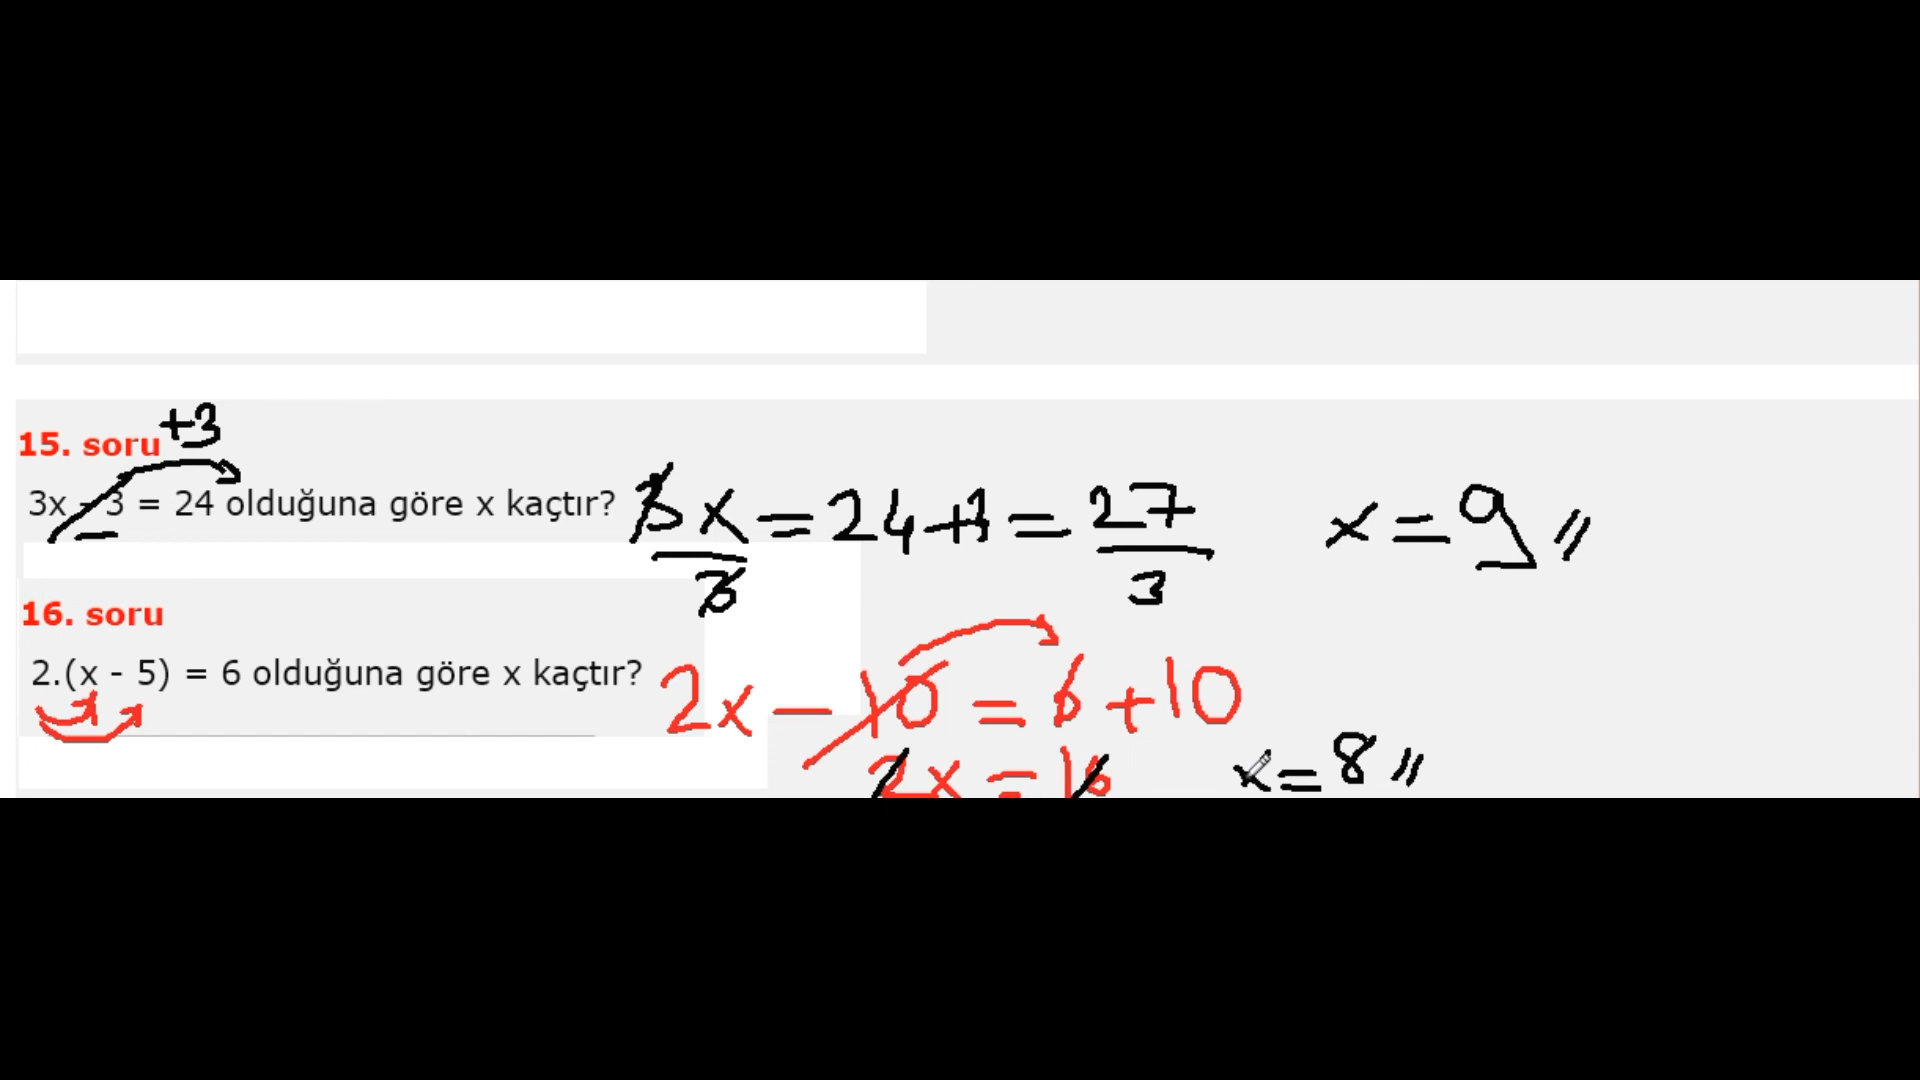 +3
15. soru
3x - 3 = 24 olduğuna göre x kaçtır? 3x = 24 + 3 = 27 x = 9 //
3 3
16. soru
2.(x - 5) = 6 olduğuna göre x kaçtır? 2x - 10 = 6 + 10
2x = 16 x = 8 //